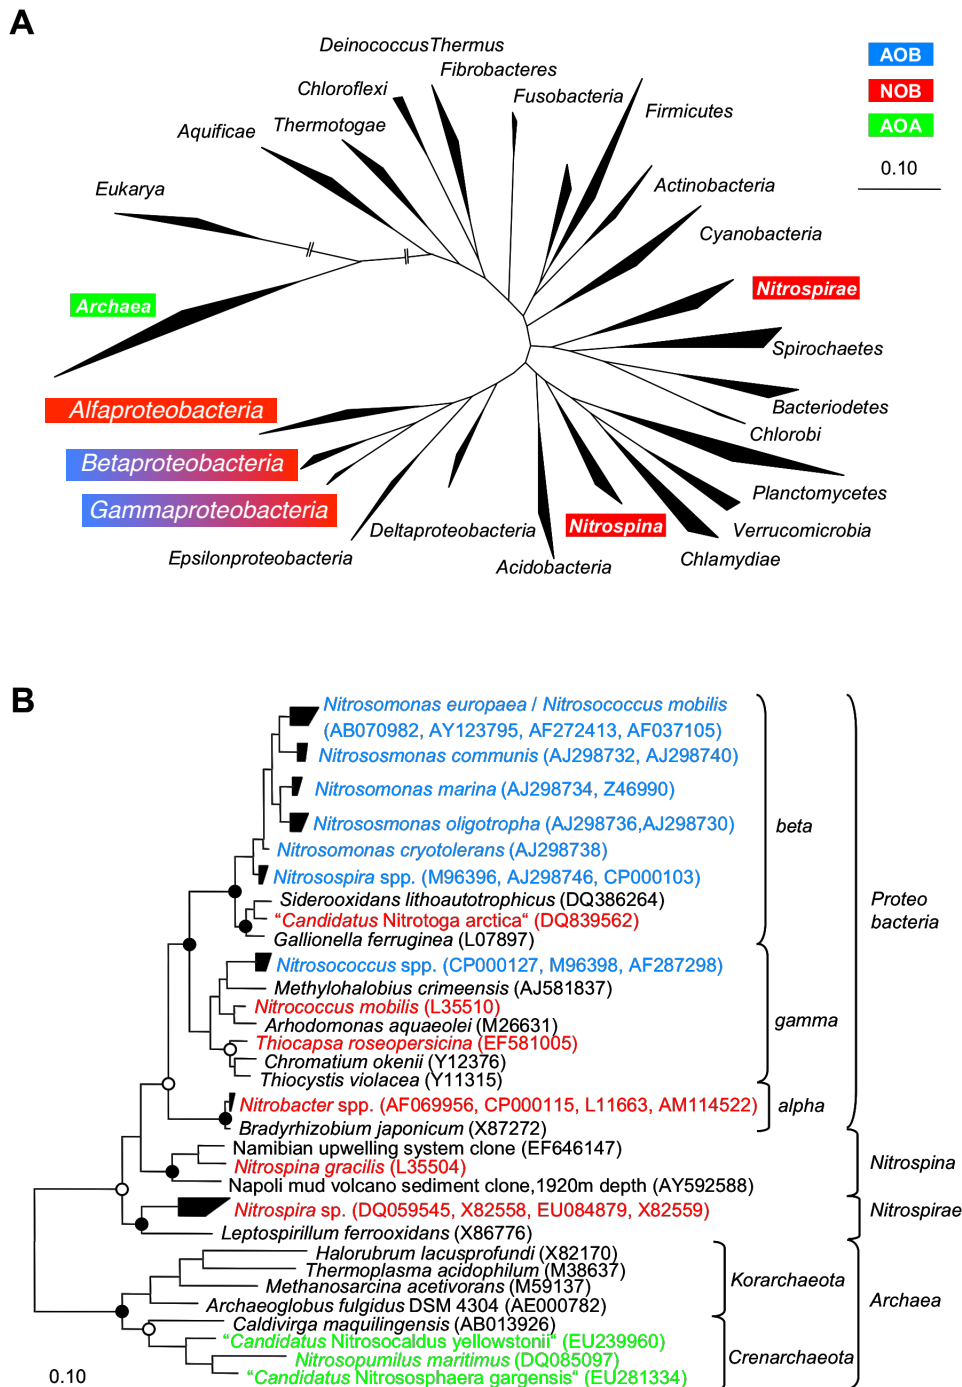 A
DeinococcusThermus
Fibrobacteres
Chloroflexi
Fusobacteria
Firmicutes
Thermotogae
Aquificae
Actinobacteria
Eukarya
Cyanobacteria
AOB
NOB
AOA
0.10
Archaea
Nitrospirae
Spirochaetes
Alfaproteobacteria
Bacteriodetes
Chlorobi
Betaproteobacteria
Planctomycetes
Gammaproteobacteria
Deltaproteobacteria
Nitrospina
Verrucomicrobia
Epsilonproteobacteria
Acidobacteria
Chlamydiae
B
Nitrosomonas europaea / Nitrosococcus mobilis
(AB070982, AY123795, AF272413, AF037105)
Nitrososmonas communis (AJ298732, AJ298740)
Nitrosomonas marina (AJ298734, Z46990)
Nitrososmonas oligotropha (AJ298736,AJ298730)
beta
Nitrosomonas cryotolerans (AJ298738)
Nitrosospira spp. (M96396, AJ298746, CP000103)
Siderooxidans lithoautotrophicus (DQ386264)
"Candidatus Nitrotoga arctica" (DQ839562)
Gallionella ferruginea (L07897)
Proteo
bacteria
Nitrosococcus spp. (CP000127, M96398, AF287298)
Methylohalobius crimeensis (AJ581837)
Nitrococcus mobilis (L35510)
Arhodomonas aquaeolei (M26631)
gamma
Thiocapsa roseopersicina (EF581005)
Chromatium okenii (Y12376)
Thiocystis violacea (Y11315)
Nitrobacter spp. (AF069956, CP000115, L11663, AM114522)
alpha
Bradyrhizobium japonicum (X87272)
Namibian upwelling system clone (EF646147)
Nitrospina gracilis (L35504)
Nitrospina
Napoli mud volcano sediment clone,1920m depth (AY592588)
Nitrospira sp. (DQ059545, X82558, EU084879, X82559)
Nitrospirae
Leptospirillum ferrooxidans (X86776)
Halorubrum lacusprofundi (X82170)
Thermoplasma acidophilum (M38637)
Methanosarcina acetivorans (M59137)
Korarchaeota
Archaeoglobus fulgidus DSM 4304 (AE000782)
Archaea
Caldivirga maquilingensis (AB013926)
"Candidatus Nitrosocaldus yellowstonii" (EU239960)
Nitrosopumilus maritimus (DQ085097)
Crenarchaeota
"Candidatus Nitrososphaera gargensis" (EU281334)
0.10